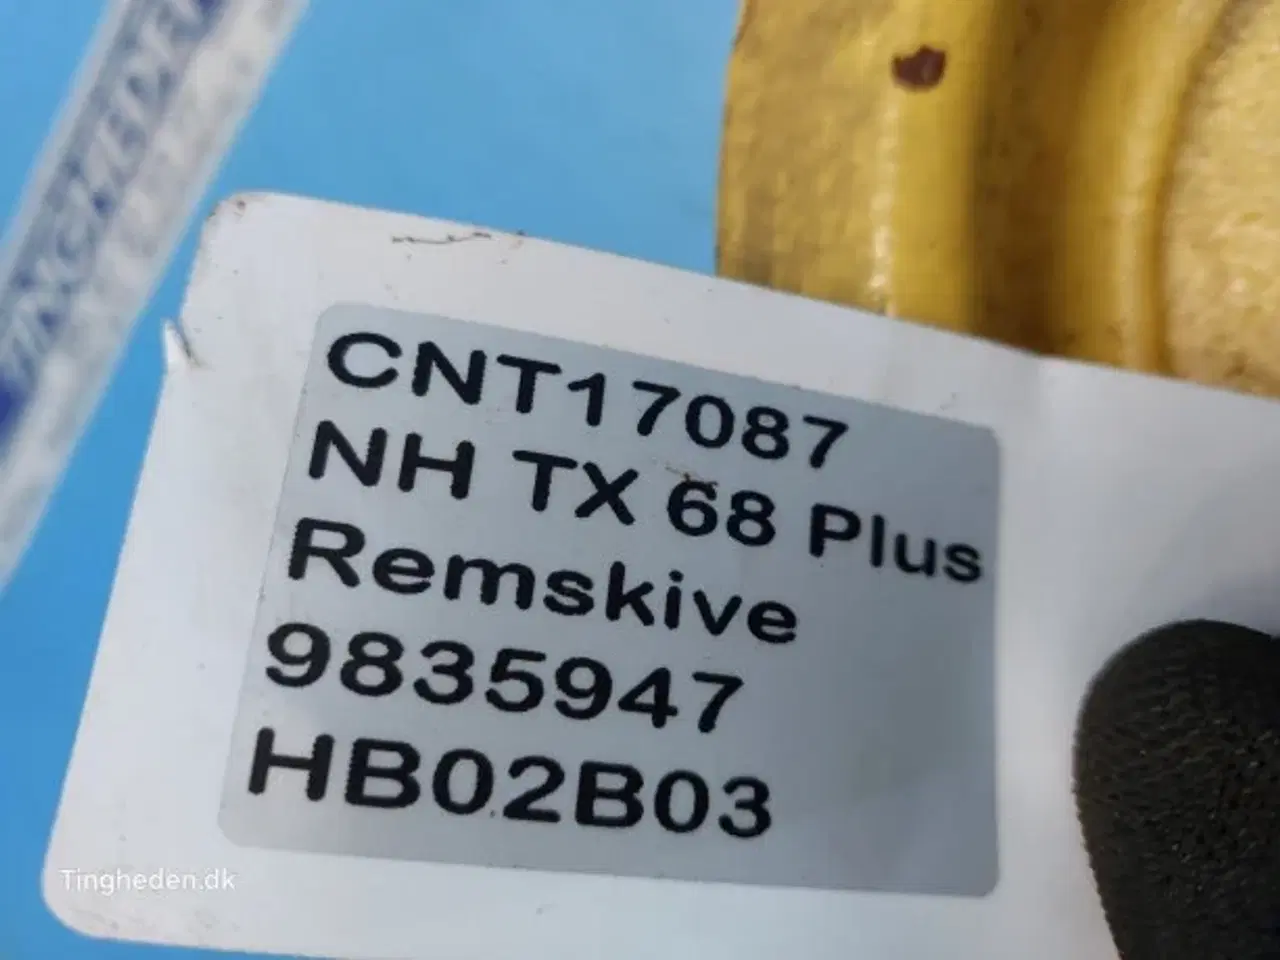 CNT17087
NH TX 68 Plus
Remskive
9835947
HB02B03
Tingheden.dk